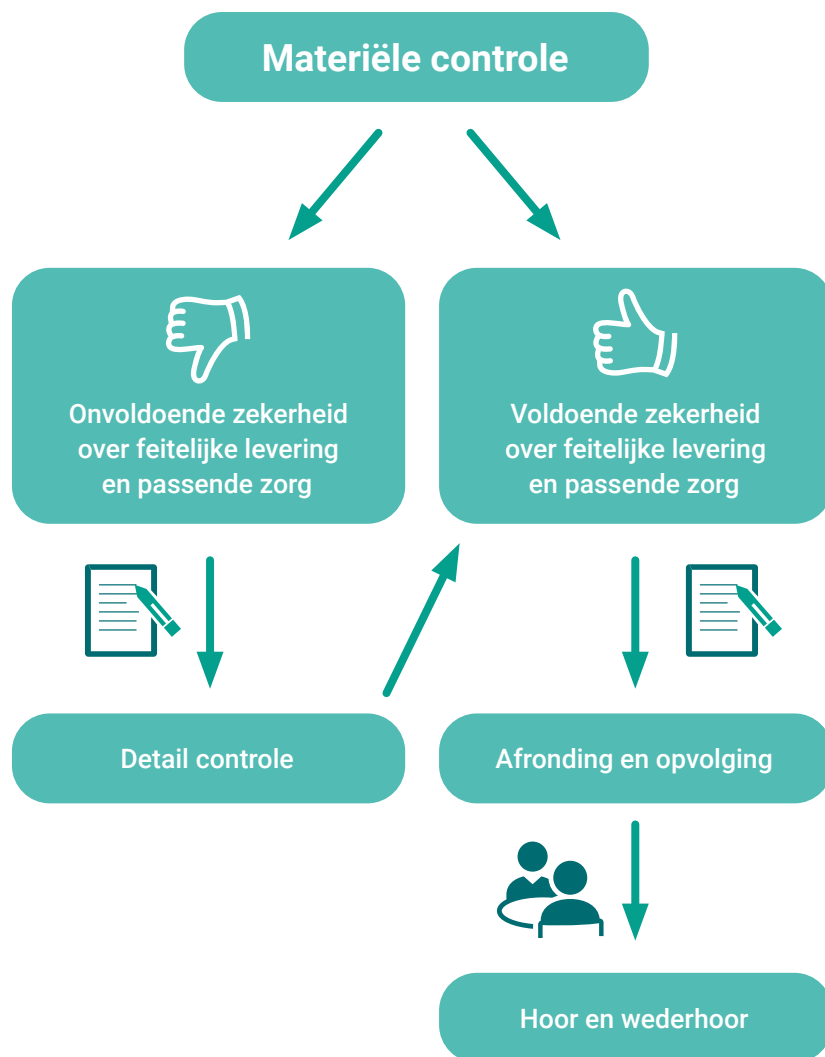 Materiële controle
Onvoldoende zekerheid
over feitelijke levering
en passende zorg
Voldoende zekerheid
over feitelijke levering
en passende zorg
Detail controle
Afronding en opvolging
Hoor en wederhoor